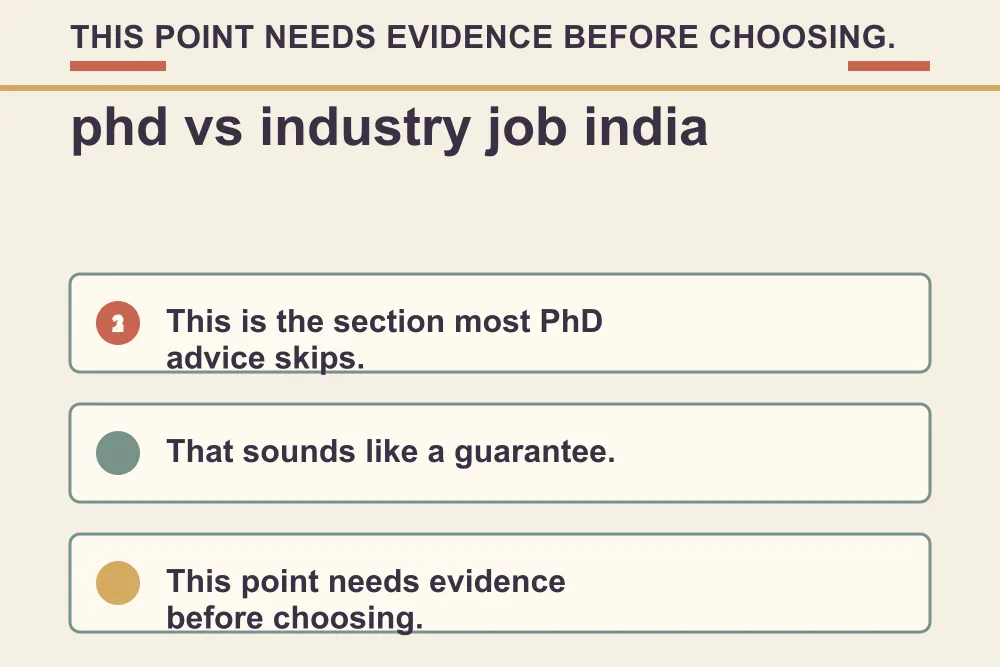 THIS POINT NEEDS EVIDENCE BEFORE CHOOSING.
phd vs industry job india
This is the section most PhD
advice skips.
That sounds like a guarantee.
This point needs evidence
before choosing.